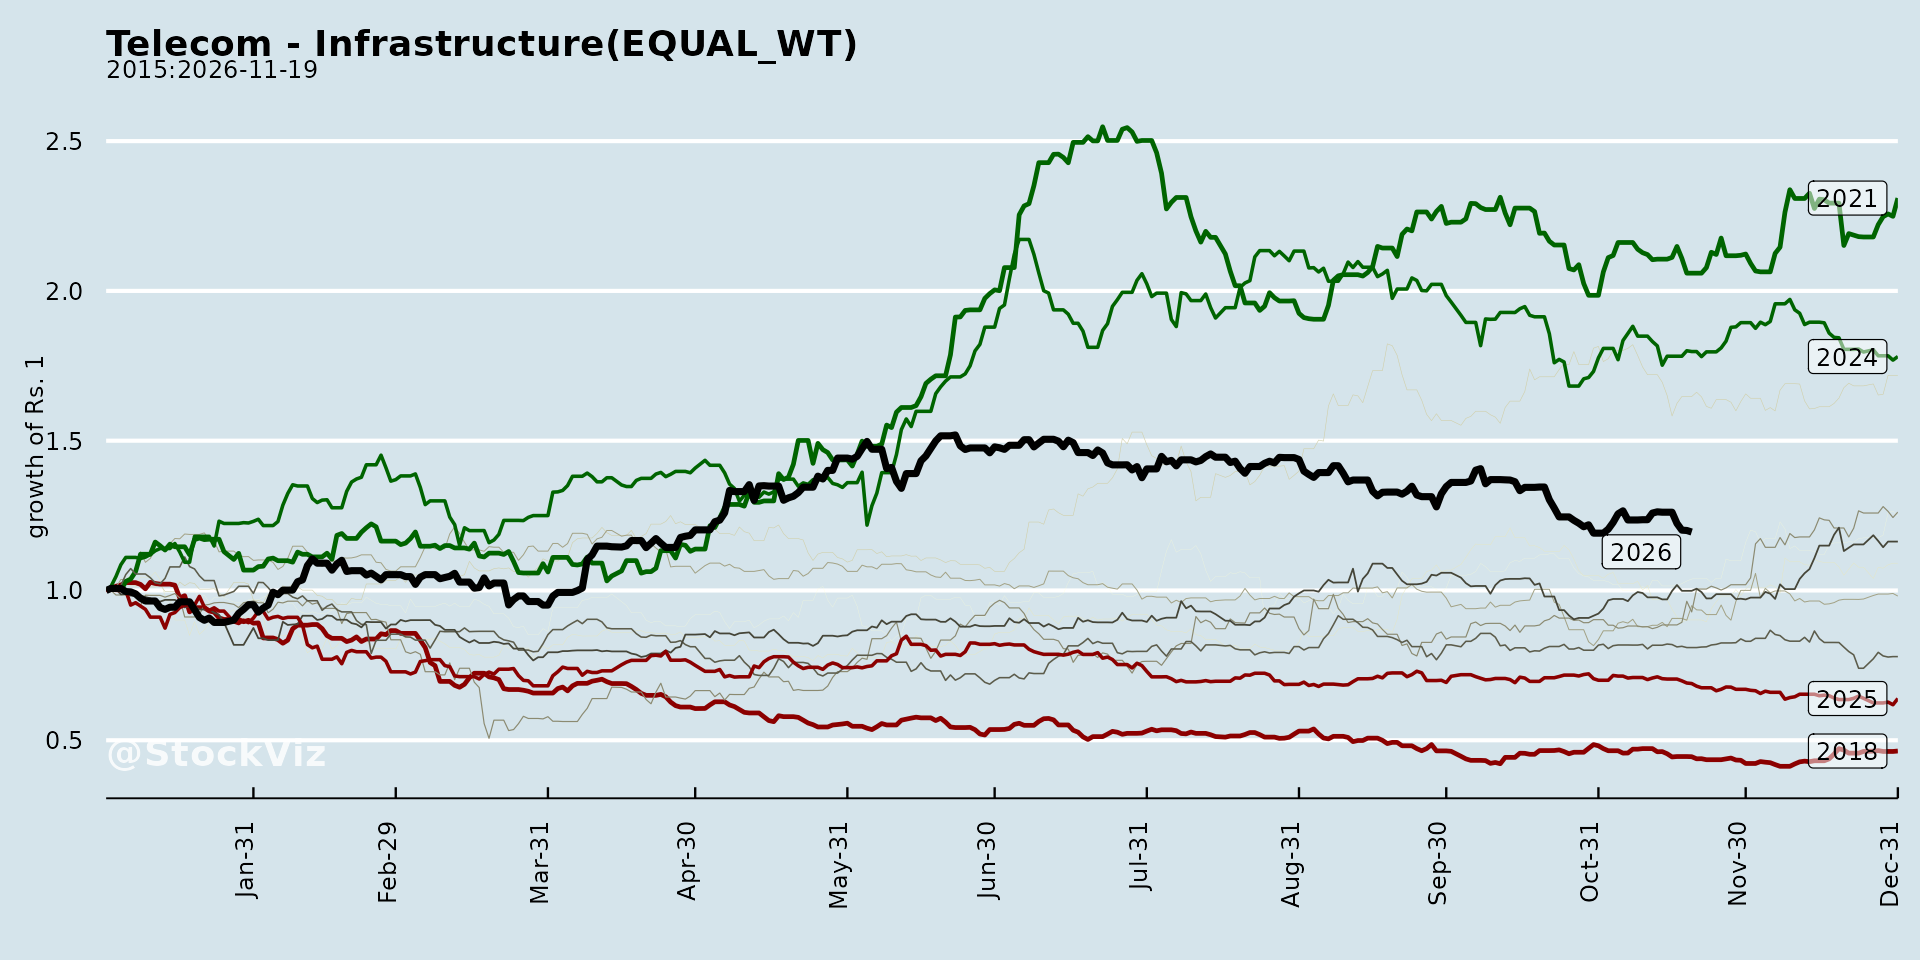 Telecom - Infrastructure(EQUAL_WT)
2015:2026-11-19
growth of Rs. 1
2.5
2.0
1.5
1.0
0.5
2021
2024
2026
2025
2018
@StockViz
Jan-31
Feb-29
Mar-31
Apr-30
May-31
Jun-30
Jul-31
Aug-31
Sep-30
Oct-31
Nov-30
Dec-31